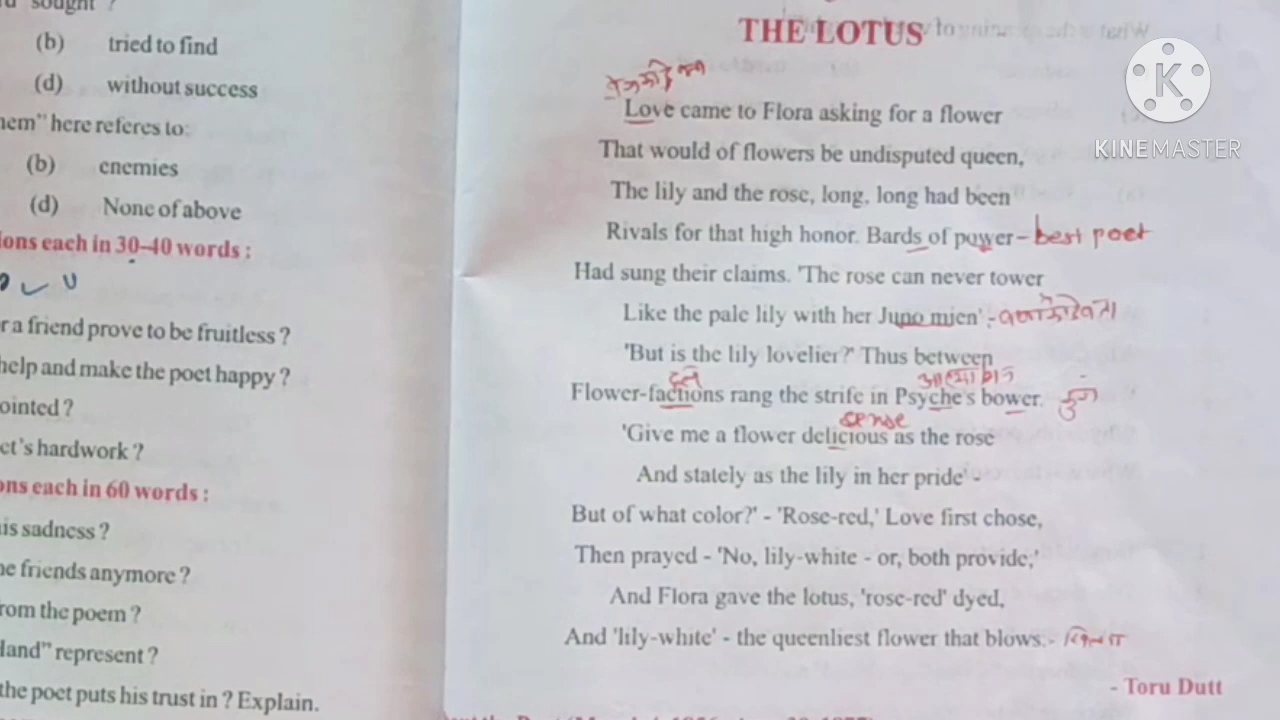 sought ?
(b) tried to find
(d) without success
nem" here referes to:
(b) enemies
(d) None of above
ions each in 30-40 words :
r a friend prove to be fruitless ?
help and make the poet happy ?
ointed ?
et's hardwork ?
ons each in 60 words :
is sadness ?
ne friends anymore ?
rom the poem ?
land" represent ?
the poet puts his trust in ? Explain.
THE LOTUS
Love came to Flora asking for a flower
That would of flowers be undisputed queen,
The lily and the rose, long, long had been
Rivals for that high honor. Bards of power - best poet
Had sung their claims. 'The rose can never tower
Like the pale lily with her Juno mien' -
'But is the lily lovelier?' Thus between
दल
Flower-factions rang the strife in Psyche's bower.
sense
'Give me a flower delicious as the rose
And stately as the lily in her pride' -
But of what color?' - 'Rose-red,' Love first chose,
Then prayed - 'No, lily-white - or, both provide;'
And Flora gave the lotus, 'rose-red' dyed,
And 'lily-white' - the queenliest flower that blows. -
- Toru Dutt
K
KINEMASTER